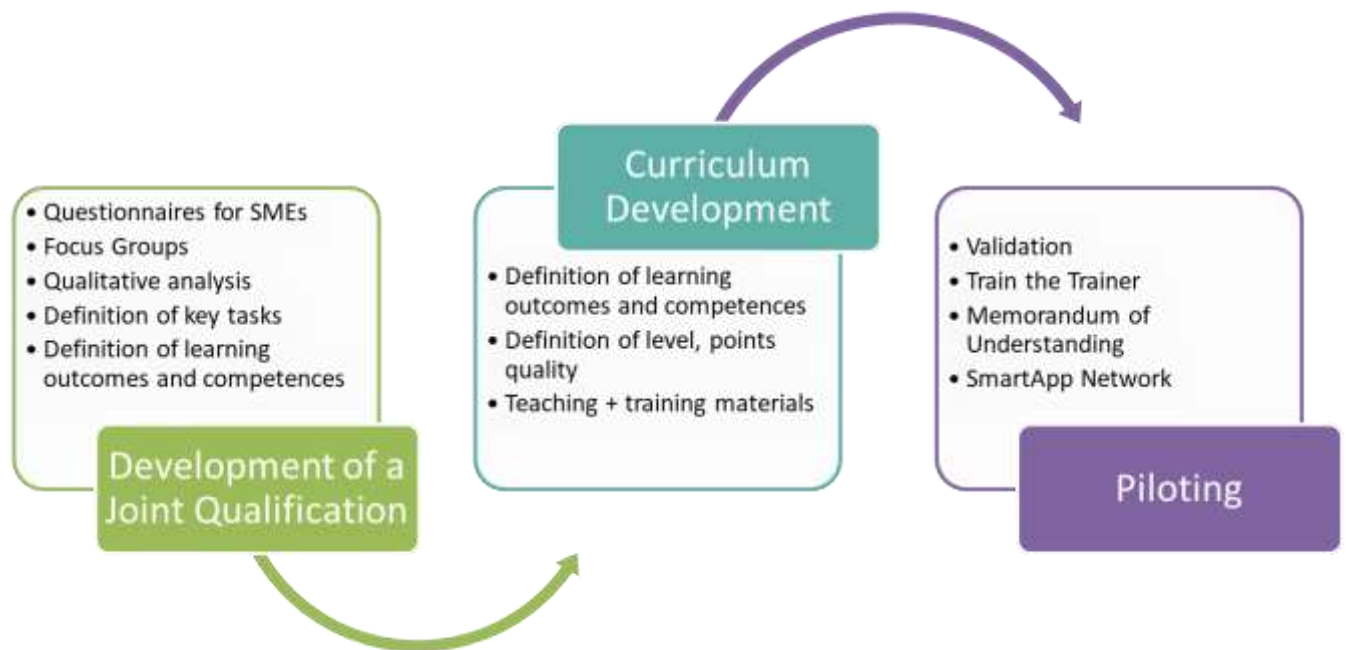 • Questionnaires for SMEs
• Focus Groups
• Qualitative analysis
• Definition of key tasks
• Definition of learning
outcomes and competences
Development of a
Joint Qualification
Curriculum
Development
• Definition of learning
outcomes and competences
• Definition of level, points
quality
• Teaching + training materials
• Validation
• Train the Trainer
• Memorandum of
Understanding
• SmartApp Network
Piloting